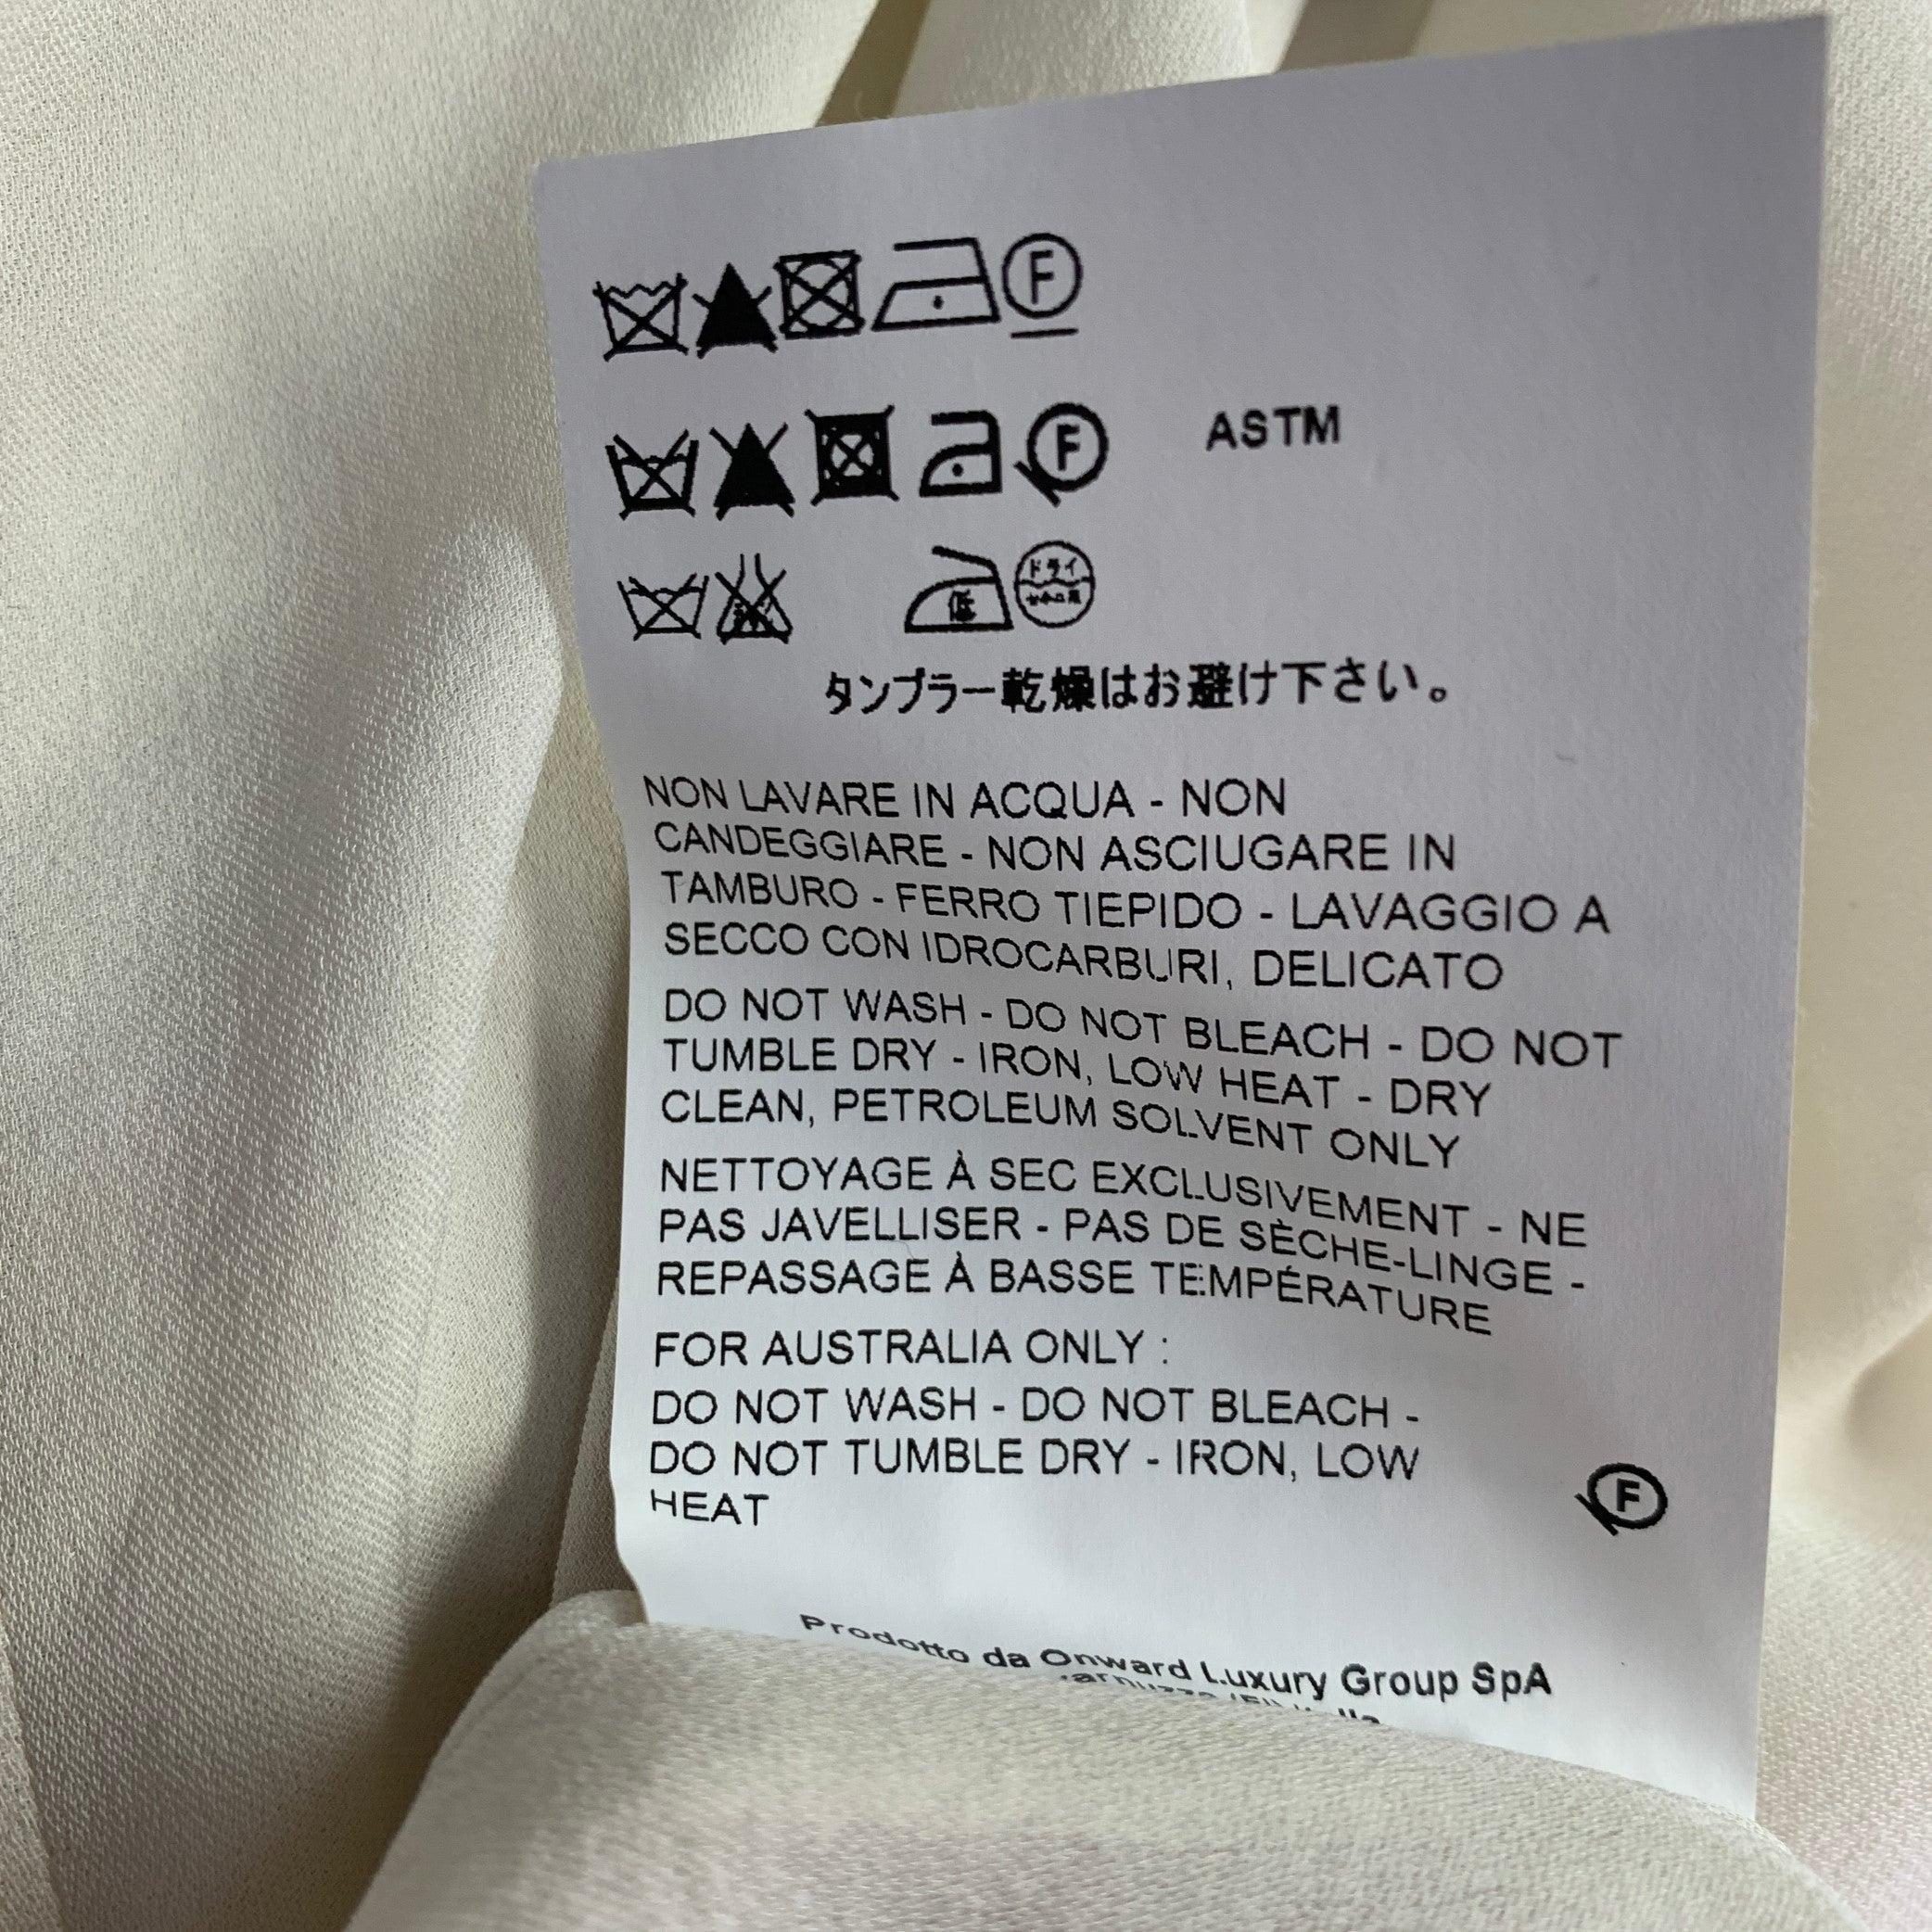 F
F ASTM
低 ドライ
タンブラー乾燥はお避け下さい。
NON LAVARE IN ACQUA - NON
CANDEGGIARE - NON ASCIUGARE IN
TAMBURO - FERRO TIEPIDO - LAVAGGIO A
SECCO CON IDROCARBURI, DELICATO
DO NOT WASH - DO NOT BLEACH - DO NOT
TUMBLE DRY - IRON, LOW HEAT - DRY
CLEAN, PETROLEUM SOLVENT ONLY
NETTOYAGE À SEC EXCLUSIVEMENT - NE
PAS JAVELLISER - PAS DE SÈCHE-LINGE -
REPASSAGE À BASSE TEMPÉRATURE
FOR AUSTRALIA ONLY :
DO NOT WASH - DO NOT BLEACH -
DO NOT TUMBLE DRY - IRON, LOW
HEAT
F
Prodotto da Onward Luxury Group SpA